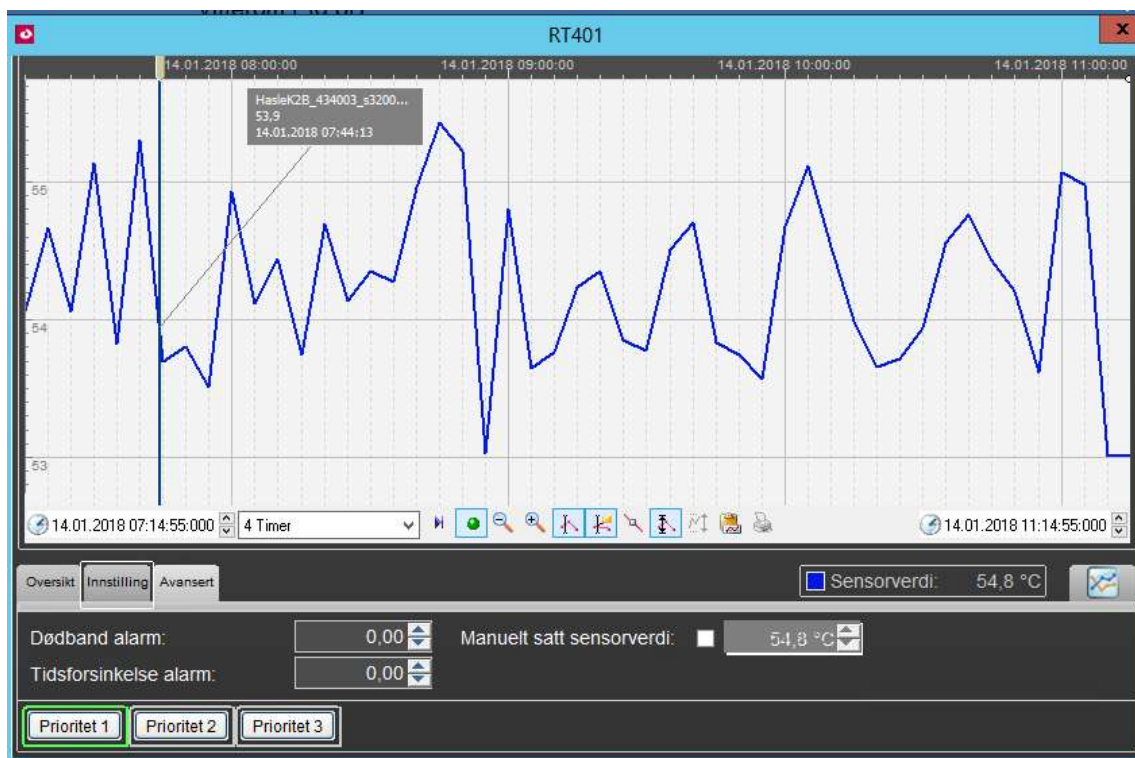 RT401
x
14.01.2018 08:00:00 14.01.2018 09:00:00 14.01.2018 10:00:00 14.01.2018 11:00:00
HasleK2B_434003_s3200...
53,9
14.01.2018 07:44:13
55
54
53
14.01.2018 07:14:55:000 4 Timer 14.01.2018 11:14:55:000
Oversikt Innstilling Avansert Sensorverdi: 54,8 °C
Dødband alarm: 0,00 Manuelt satt sensorverdi: 54,8 °C
Tidsforsinkelse alarm: 0,00
Prioritet 1 Prioritet 2 Prioritet 3